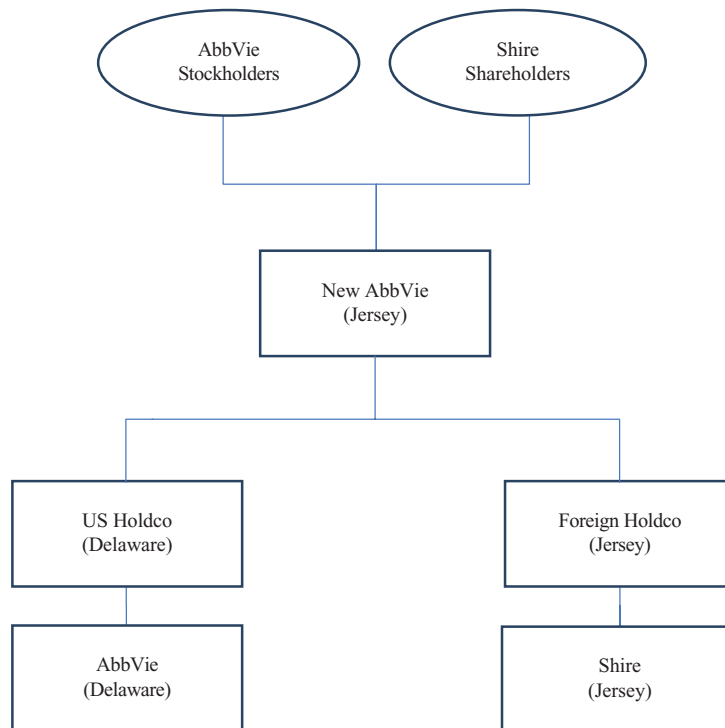 AbbVie
Stockholders
Shire
Shareholders
New AbbVie
(Jersey)
US Holdco
(Delaware)
Foreign Holdco
(Jersey)
AbbVie
(Delaware)
Shire
(Jersey)